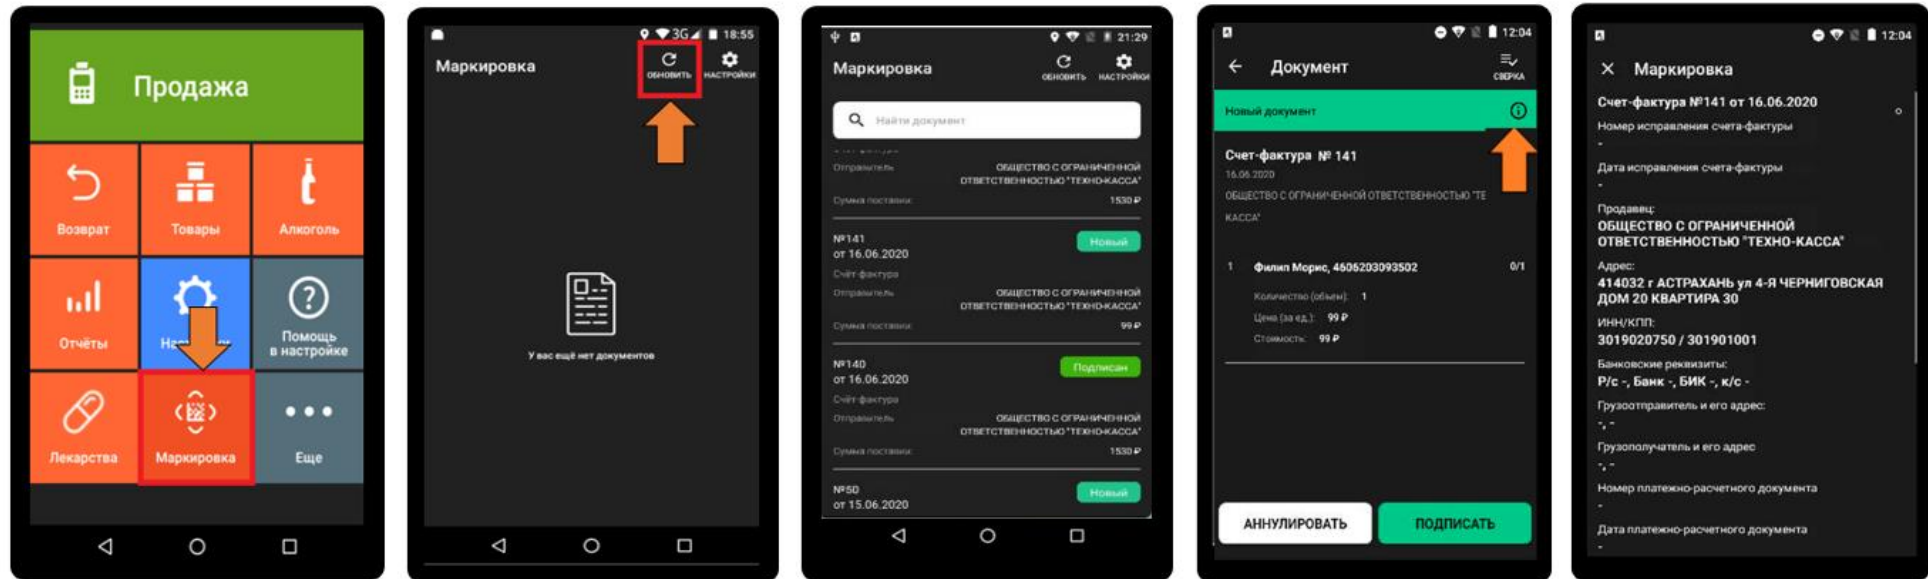 Продажа
Возврат
Товары
Алкоголь
Отчёты
Помощь
в настройке
Лекарства
Маркировка
Еще
3G
18:55
Маркировка
ОБНОВИТЬ
НАСТРОЙКИ
У вас ещё нет документов
21:29
Маркировка
ОБНОВИТЬ
НАСТРОЙКИ
Найти документ
Отправитель
ОБЩЕСТВО С ОГРАНИЧЕННОЙ
ОТВЕТСТВЕННОСТЬЮ "ТЕХНО-КАССА"
Сумма поставки:
1530 ₽
№141
Новый
от 16.06.2020
Счёт-фактура
Отправитель
ОБЩЕСТВО С ОГРАНИЧЕННОЙ
ОТВЕТСТВЕННОСТЬЮ "ТЕХНО-КАССА"
Сумма поставки:
99 ₽
№140
Подписан
от 16.06.2020
Счёт-фактура
Отправитель
ОБЩЕСТВО С ОГРАНИЧЕННОЙ
ОТВЕТСТВЕННОСТЬЮ "ТЕХНО-КАССА"
Сумма поставки:
1530 ₽
№50
Новый
от 15.06.2020
12:04
Документ
СВЕРКА
Новый документ
Счет-фактура № 141
16.06.2020
ОБЩЕСТВО С ОГРАНИЧЕННОЙ ОТВЕТСТВЕННОСТЬЮ "ТЕ
КАССА"
1 Филип Морис, 4606203093502 0/1
Количество (объем): 1
Цена (за ед.): 99 ₽
Стоимость: 99 ₽
АННУЛИРОВАТЬ
ПОДПИСАТЬ
12:04
Маркировка
Счет-фактура №141 от 16.06.2020
Номер исправления счета-фактуры
-
Дата исправления счета-фактуры
-
Продавец:
ОБЩЕСТВО С ОГРАНИЧЕННОЙ
ОТВЕТСТВЕННОСТЬЮ "ТЕХНО-КАССА"
Адрес:
414032 г АСТРАХАНЬ ул 4-Я ЧЕРНИГОВСКАЯ
ДОМ 20 КВАРТИРА 30
ИНН/КПП:
3019020750 / 301901001
Банковские реквизиты:
Р/с -, Банк -, БИК -, к/с -
Грузоотправитель и его адрес:
-, -
Грузополучатель и его адрес
-, -
Номер платежно-расчетного документа
-
Дата платежно-расчетного документа
-